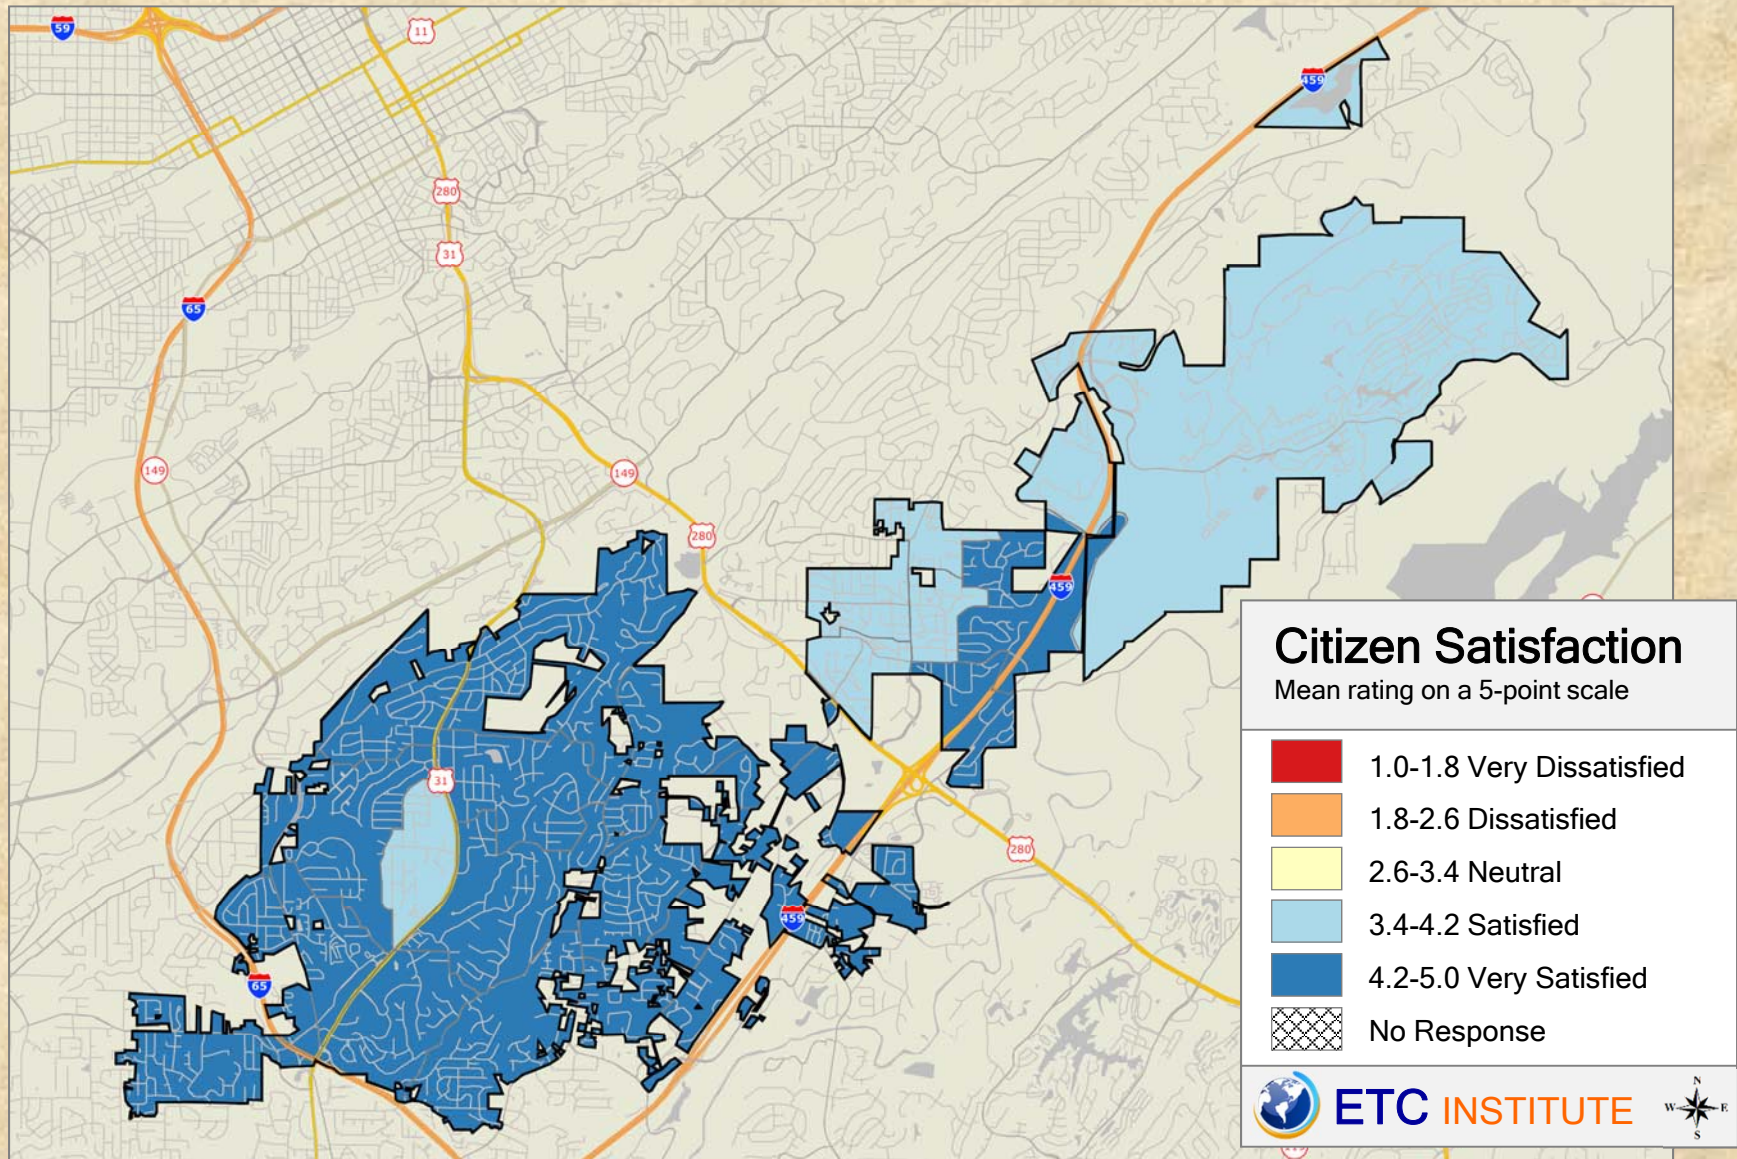 59
11
459
280
31
65
149
149
280
459
31
280
459
65
Citizen Satisfaction
Mean rating on a 5-point scale
1.0-1.8 Very Dissatisfied
1.8-2.6 Dissatisfied
2.6-3.4 Neutral
3.4-4.2 Satisfied
4.2-5.0 Very Satisfied
No Response
ETC INSTITUTE
N
W E
S